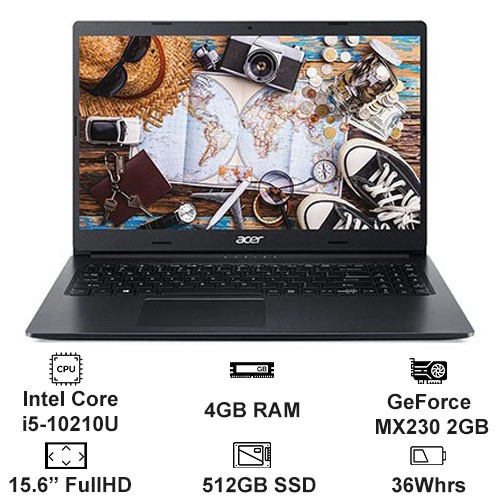 acer
CPU
GB
Intel Core
i5-10210U
4GB RAM
GeForce
MX230 2GB
15.6” FullHD
512GB SSD
36Whrs